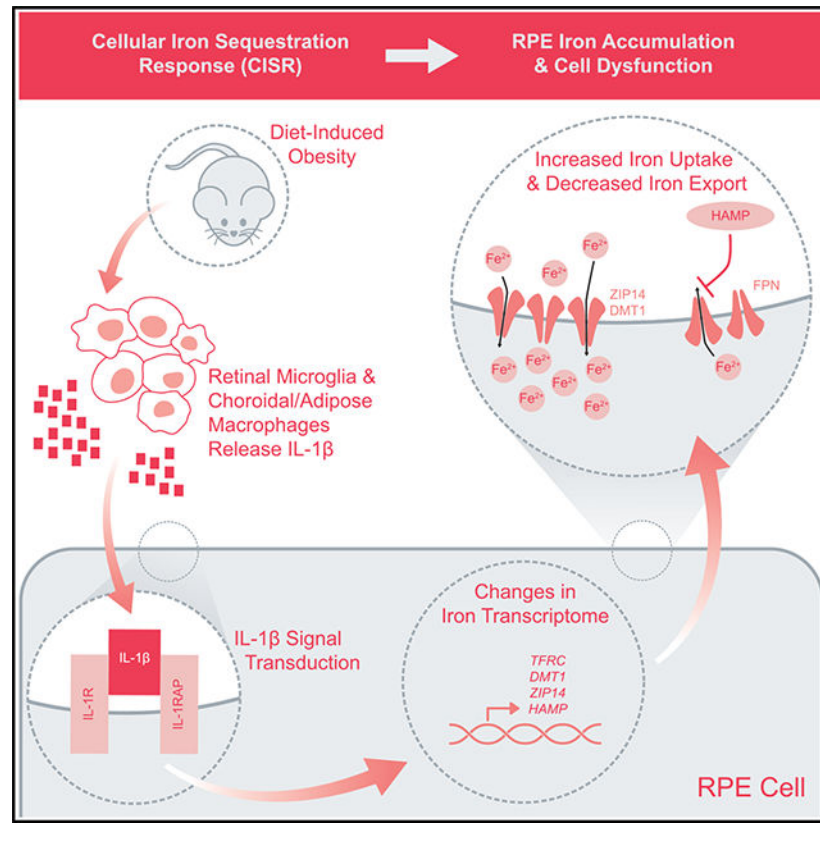 Cellular Iron Sequestration
Response (CISR)
RPE Iron Accumulation
& Cell Dysfunction
Diet-Induced
Obesity
Retinal Microglia &
Choroidal/Adipose
Macrophages
Release IL-1β
IL-1β
IL-1R
IL-1RAP
IL-1β Signal
Transduction
Changes in
Iron Transcriptome
TFRC
DMT1
ZIP14
HAMP
Increased Iron Uptake
& Decreased Iron Export
HAMP
Fe²⁺
Fe²⁺
Fe²⁺
ZIP14
DMT1
FPN
Fe²⁺
Fe²⁺
Fe²⁺
Fe²⁺
Fe²⁺
Fe²⁺
Fe²⁺
RPE Cell